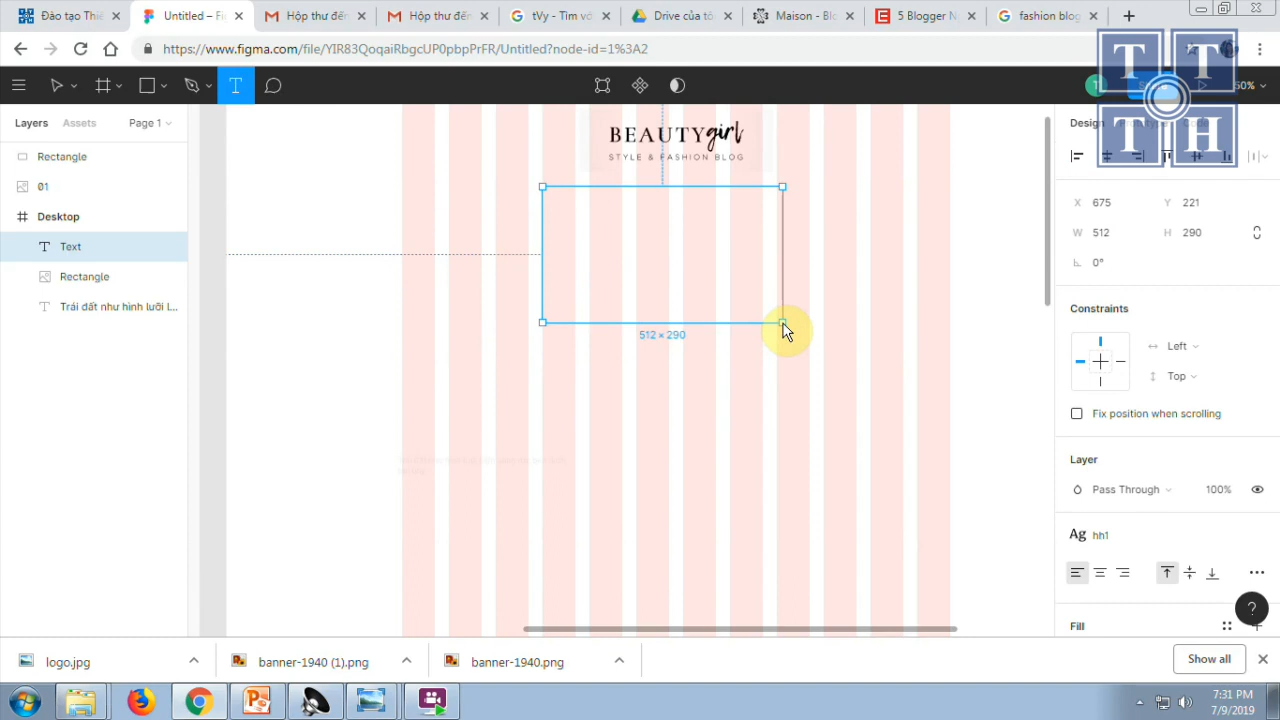 Đào tạo Thiế
Untitled – Fi
Hộp thư đến
Hộp thư đến
tVy - Tìm vớ
Drive của tô
Maison - Blo
5 Blogger N
fashion blog
https://www.figma.com/file/YIR83QoqaiRbgcUP0pbpPrFR/Untitled?node-id=1%3A2
T T
T H
50%
Layers
Assets
Page 1
Design
Rectangle
01
Desktop
Text
Rectangle
Trái đất như hình lưỡi l...
BEAUTYgirl
STYLE & FASHION BLOG
512 × 290
X 675 Y 221
W 512 H 290
0°
Constraints
Left
Top
Fix position when scrolling
Layer
Pass Through 100%
Ag hh1
Fill
?
logo.jpg
banner-1940 (1).png
banner-1940.png
Show all
7:31 PM
7/9/2019